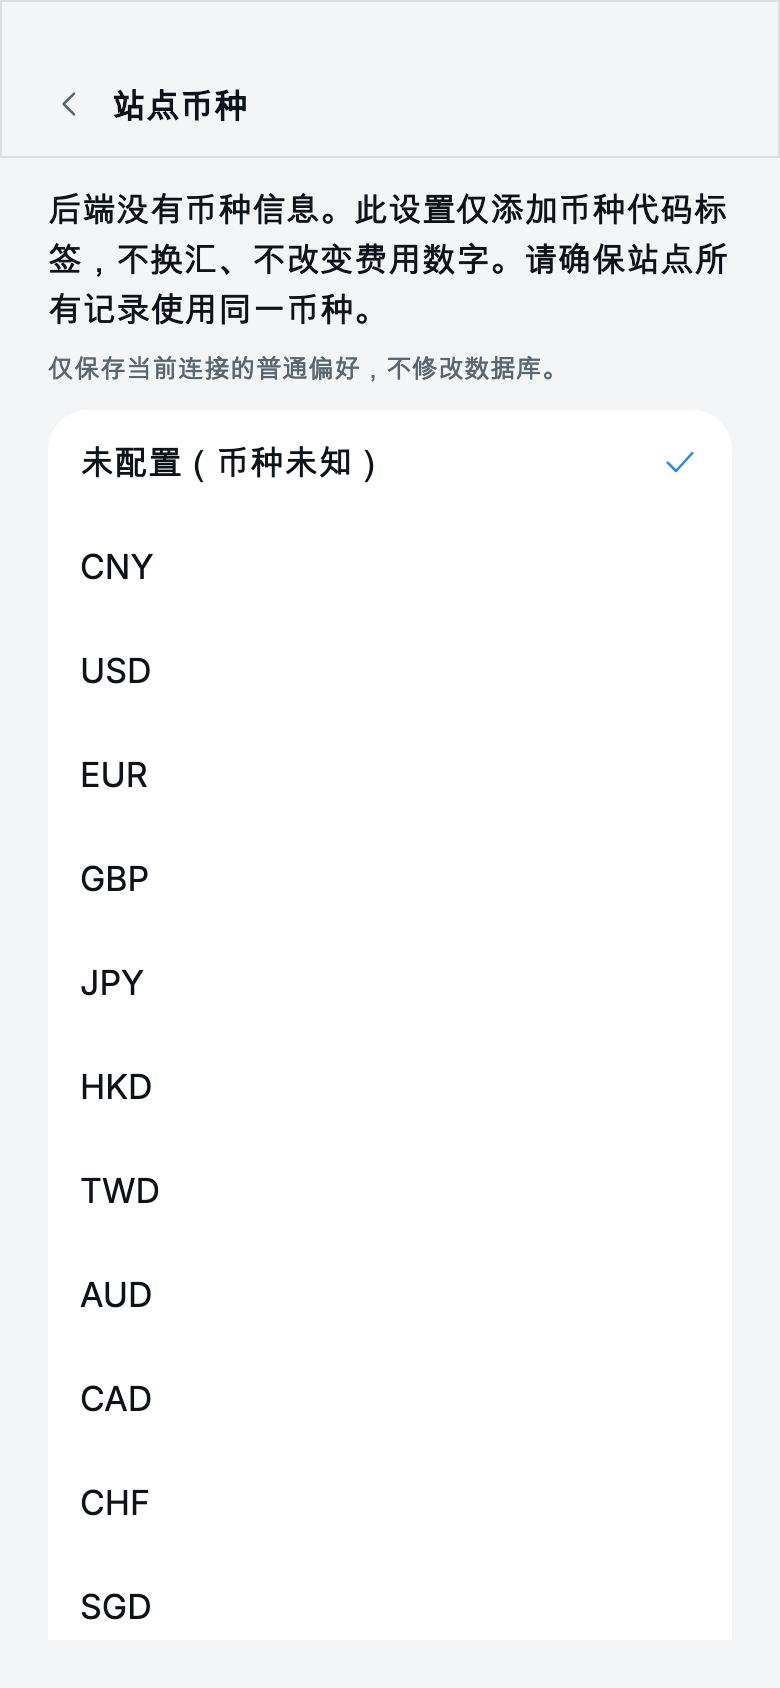 站点币种
后端没有币种信息。此设置仅添加币种代码标
签，不换汇、不改变费用数字。请确保站点所
有记录使用同一币种。
仅保存当前连接的普通偏好，不修改数据库。
未配置（币种未知）
CNY
USD
EUR
GBP
JPY
HKD
TWD
AUD
CAD
CHF
SGD